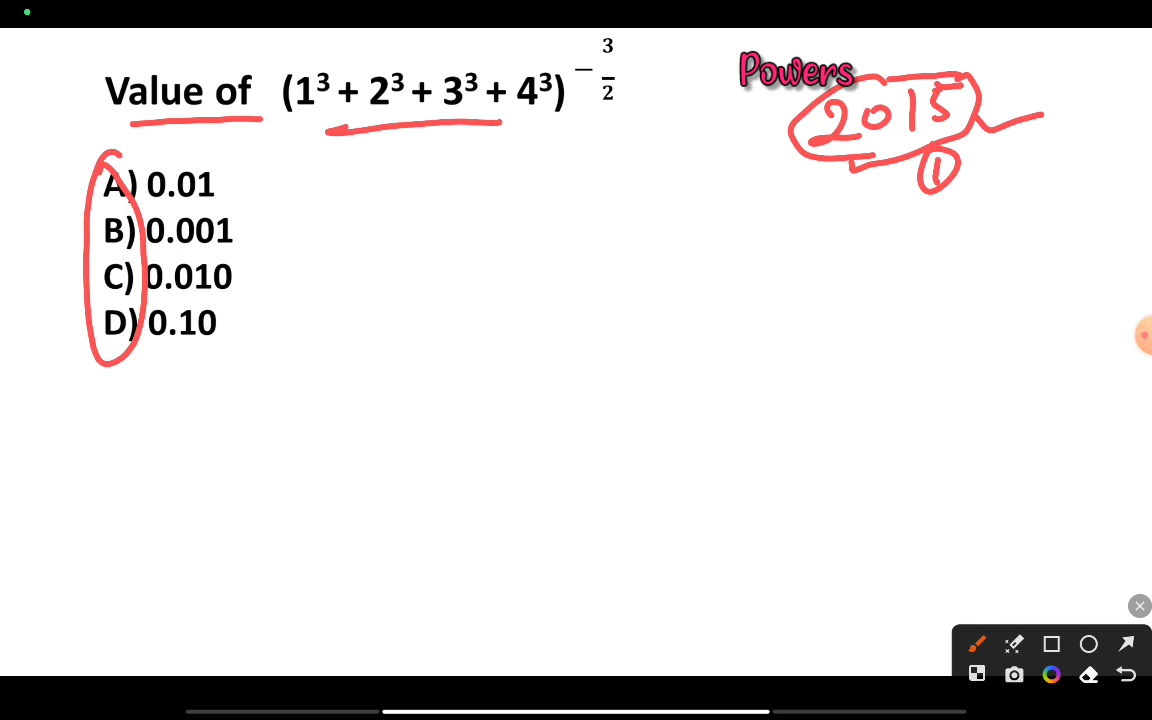 Value of (1³ + 2³ + 3³ + 4³)^(−3/2)
Powers
2015
①
A) 0.01
B) 0.001
C) 0.010
D) 0.10